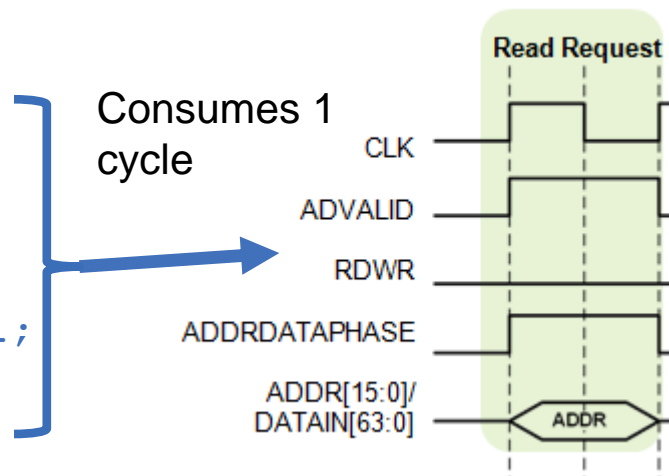 Read Request
Consumes 1
cycle
CLK
ADVALID
RDWR
;
ADDRDATAPHASE
ADDR[15:0]/
DATAIN[63:0]
ADDR